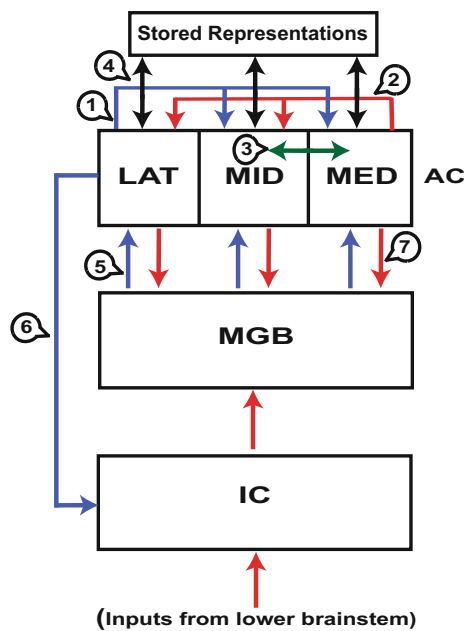 Stored Representations
4
2
1
3
LAT
MID
MED
AC
5
7
6
MGB
IC
(Inputs from lower brainstem)